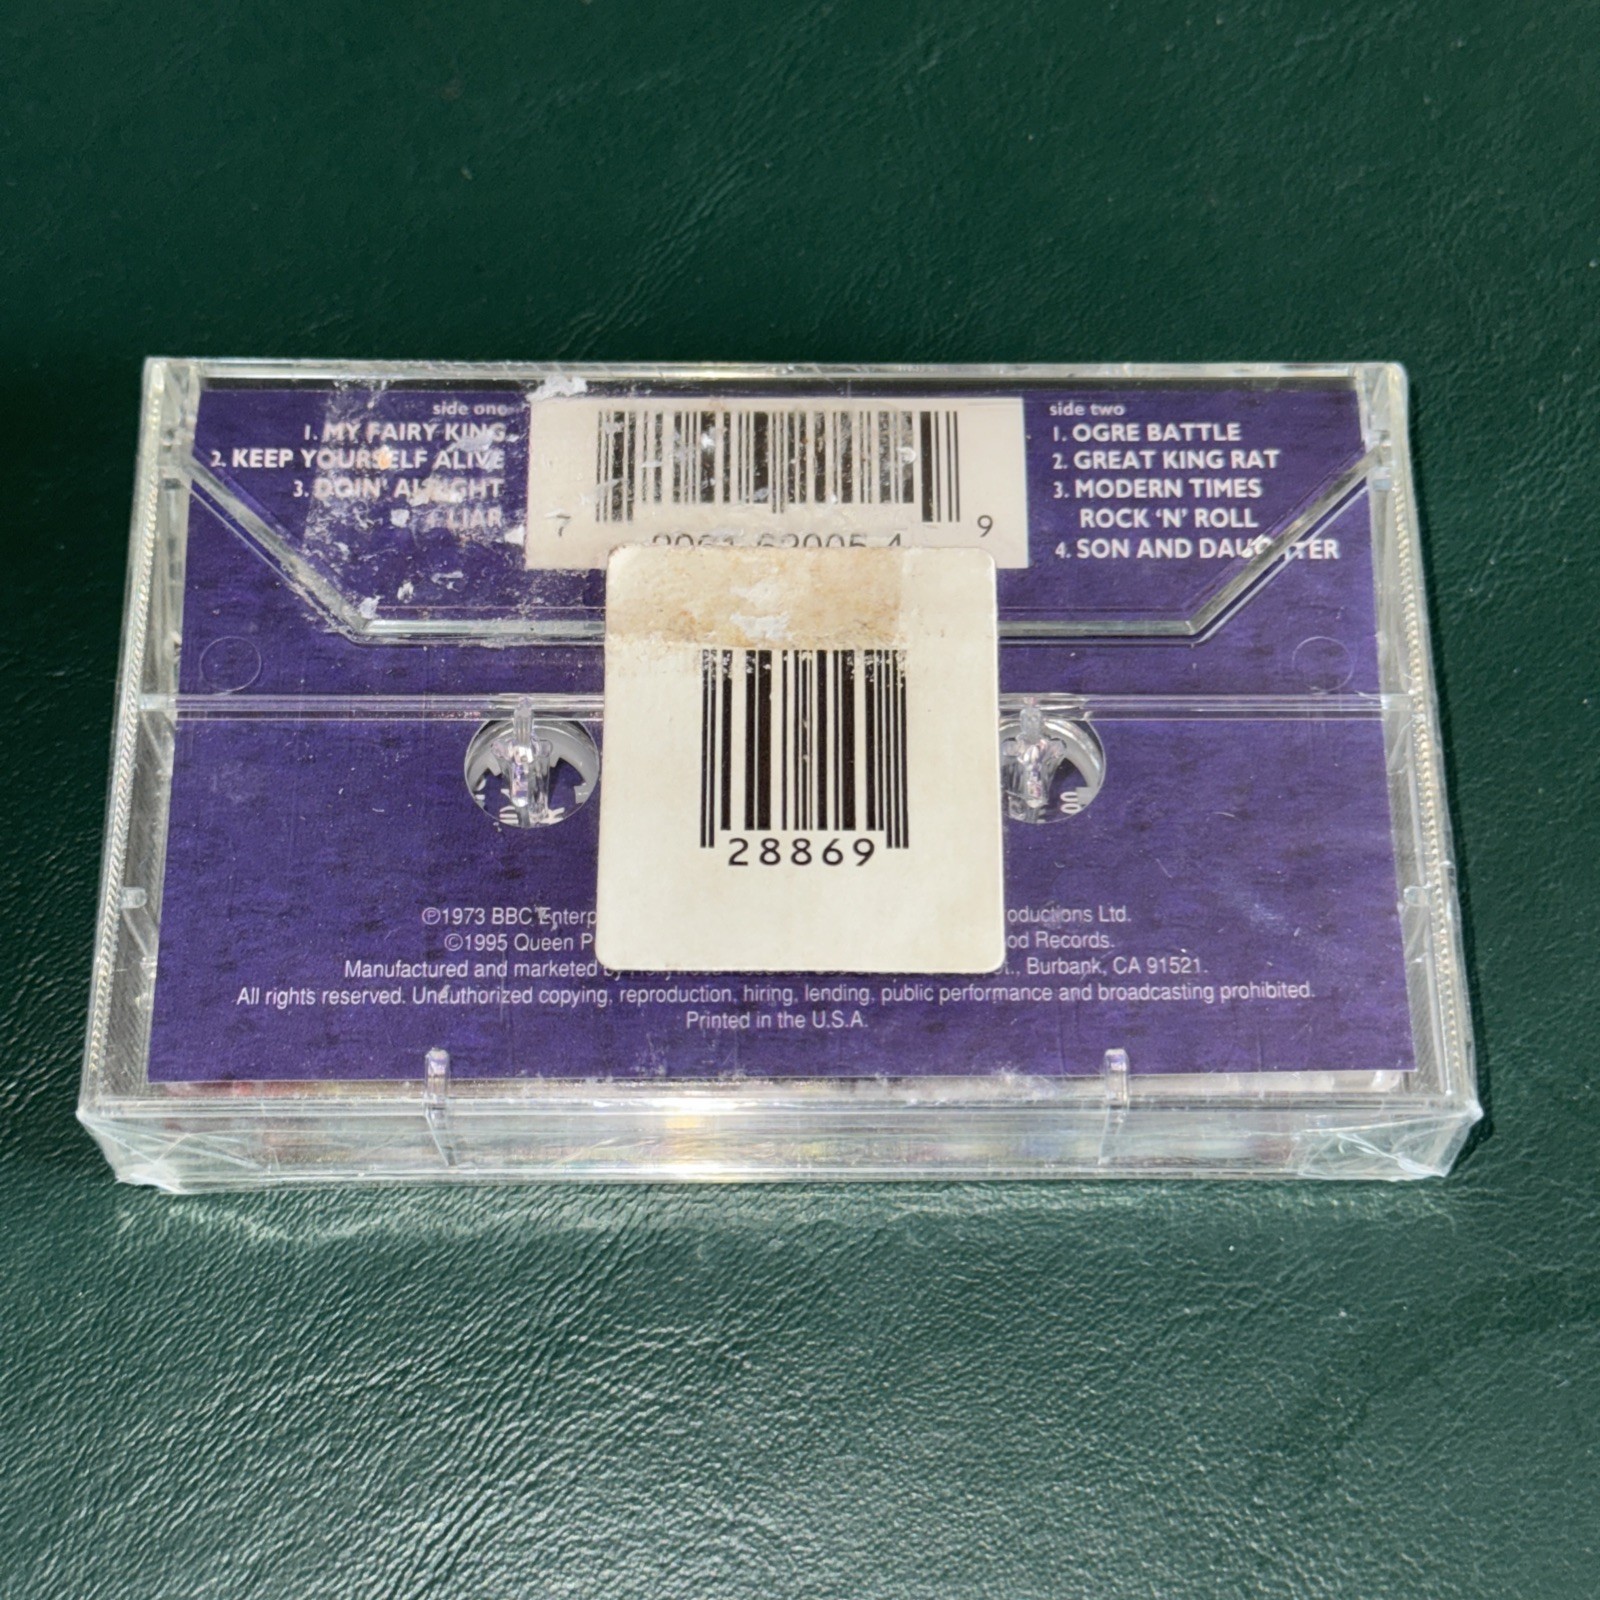 side one
1. MY FAIRY KING
2. KEEP YOURSELF ALIVE
3. DOIN' ALRIGHT
LIAR
7 9
side two
1. OGRE BATTLE
2. GREAT KING RAT
3. MODERN TIMES
ROCK 'N' ROLL
4. SON AND DAUGHTER
28869
℗1973 BBC Enterp oductions Ltd.
©1995 Queen P od Records.
Manufactured and marketed by ., Burbank, CA 91521.
All rights reserved. Unauthorized copying, reproduction, hiring, lending, public performance and broadcasting prohibited.
Printed in the U.S.A.